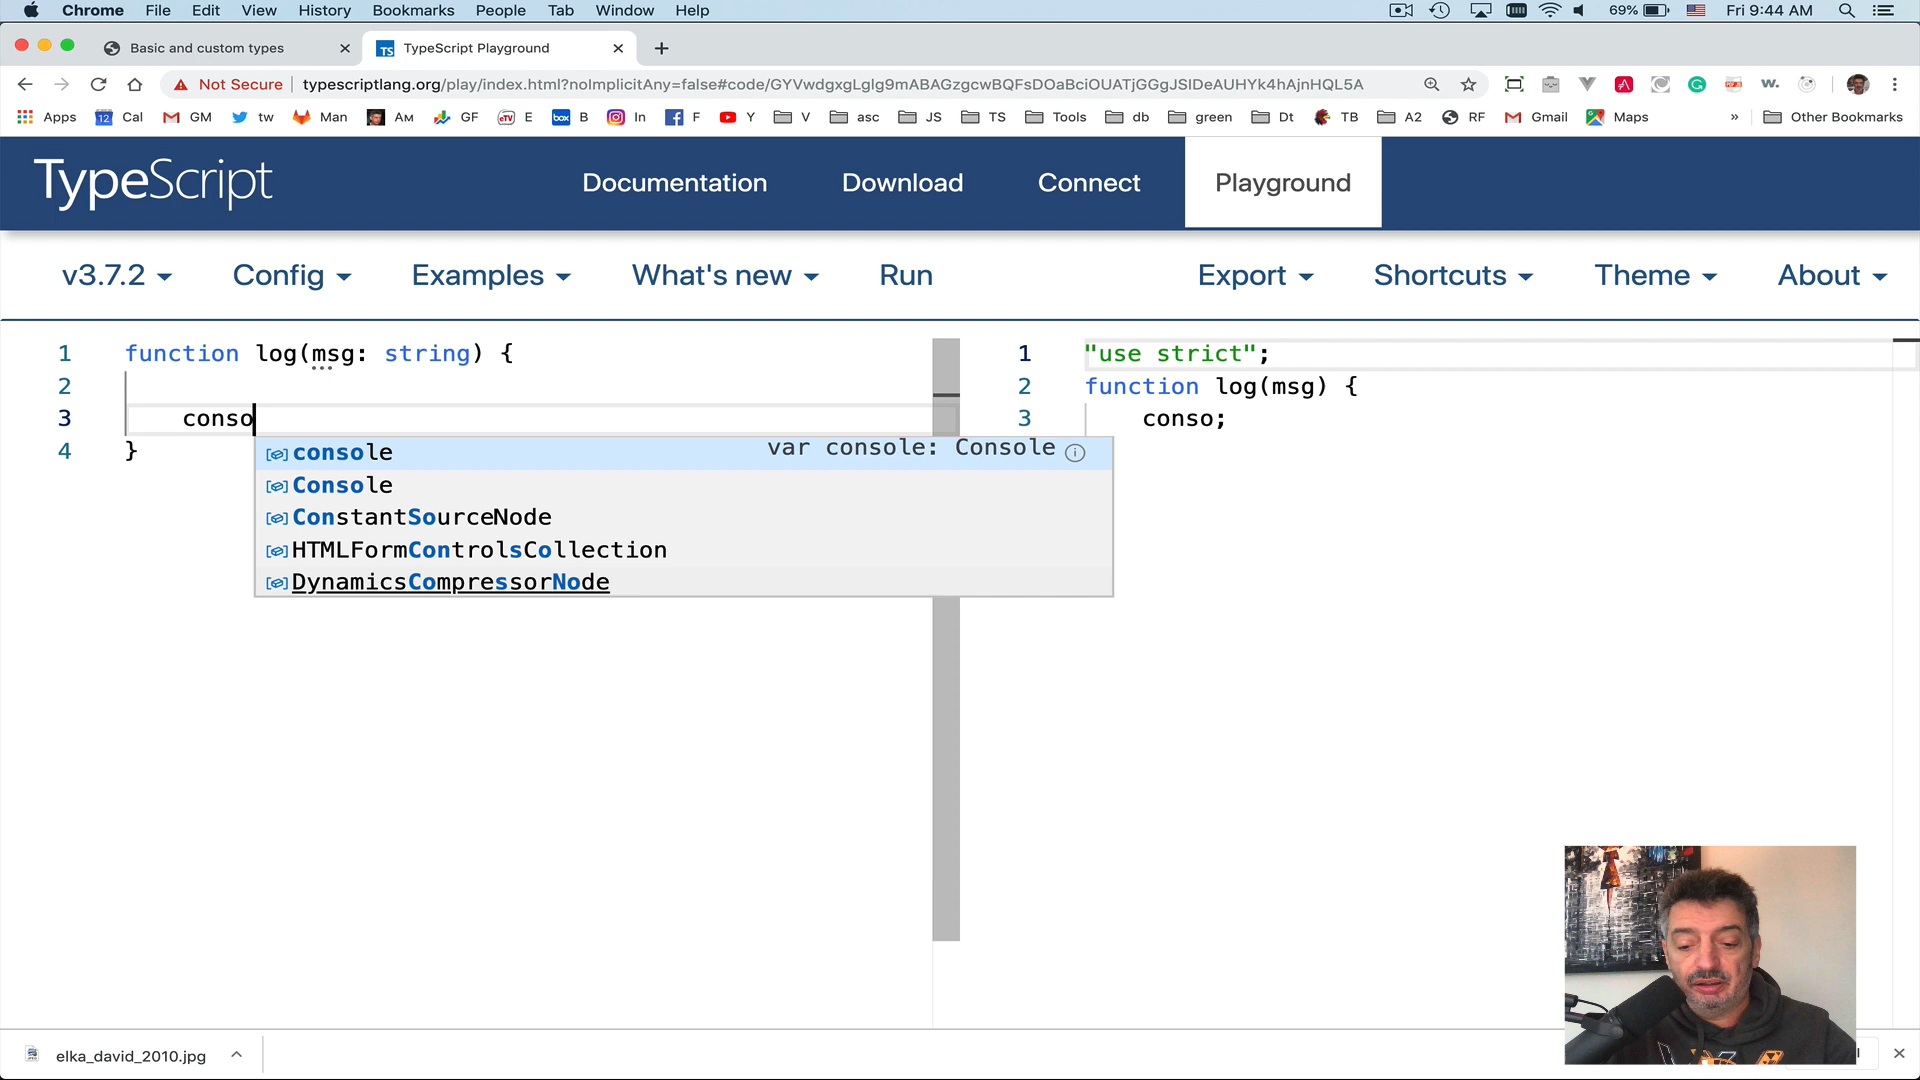 Chrome File Edit View History Bookmarks People Tab Window Help 69% Fri 9:44 AM
Basic and custom types TS TypeScript Playground
Not Secure typescriptlang.org/play/index.html?noImplicitAny=false#code/GYVwdgxgLglg9mABAGzgcwBQFsDOaBciOUATjGGgJSIDeAUHYk4hAjnHQL5A
Apps 12 Cal GM tw Man Ам GF E box B In F Y V asc JS TS Tools db green Dt TB A2 RF Gmail Maps » Other Bookmarks
TypeScript Documentation Download Connect Playground
v3.7.2 Config Examples What's new Run Export Shortcuts Theme About
1 function log(msg: string) {
2
3 conso
4 }
console var console: Console
Console
ConstantSourceNode
HTMLFormControlsCollection
DynamicsCompressorNode
1 "use strict";
2 function log(msg) {
3 conso;
elka_david_2010.jpg